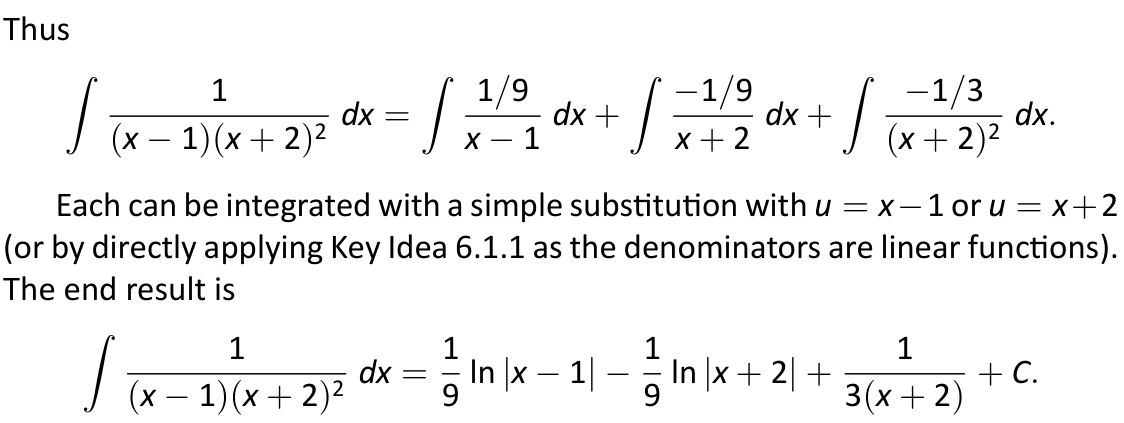 Thus
∫ 1/((x − 1)(x + 2)²) dx = ∫ (1/9)/(x − 1) dx + ∫ (−1/9)/(x + 2) dx + ∫ (−1/3)/((x + 2)²) dx.
Each can be integrated with a simple substitution with u = x−1 or u = x+2
(or by directly applying Key Idea 6.1.1 as the denominators are linear functions).
The end result is
∫ 1/((x − 1)(x + 2)²) dx = 1/9 ln |x − 1| − 1/9 ln |x + 2| + 1/(3(x + 2)) + C.